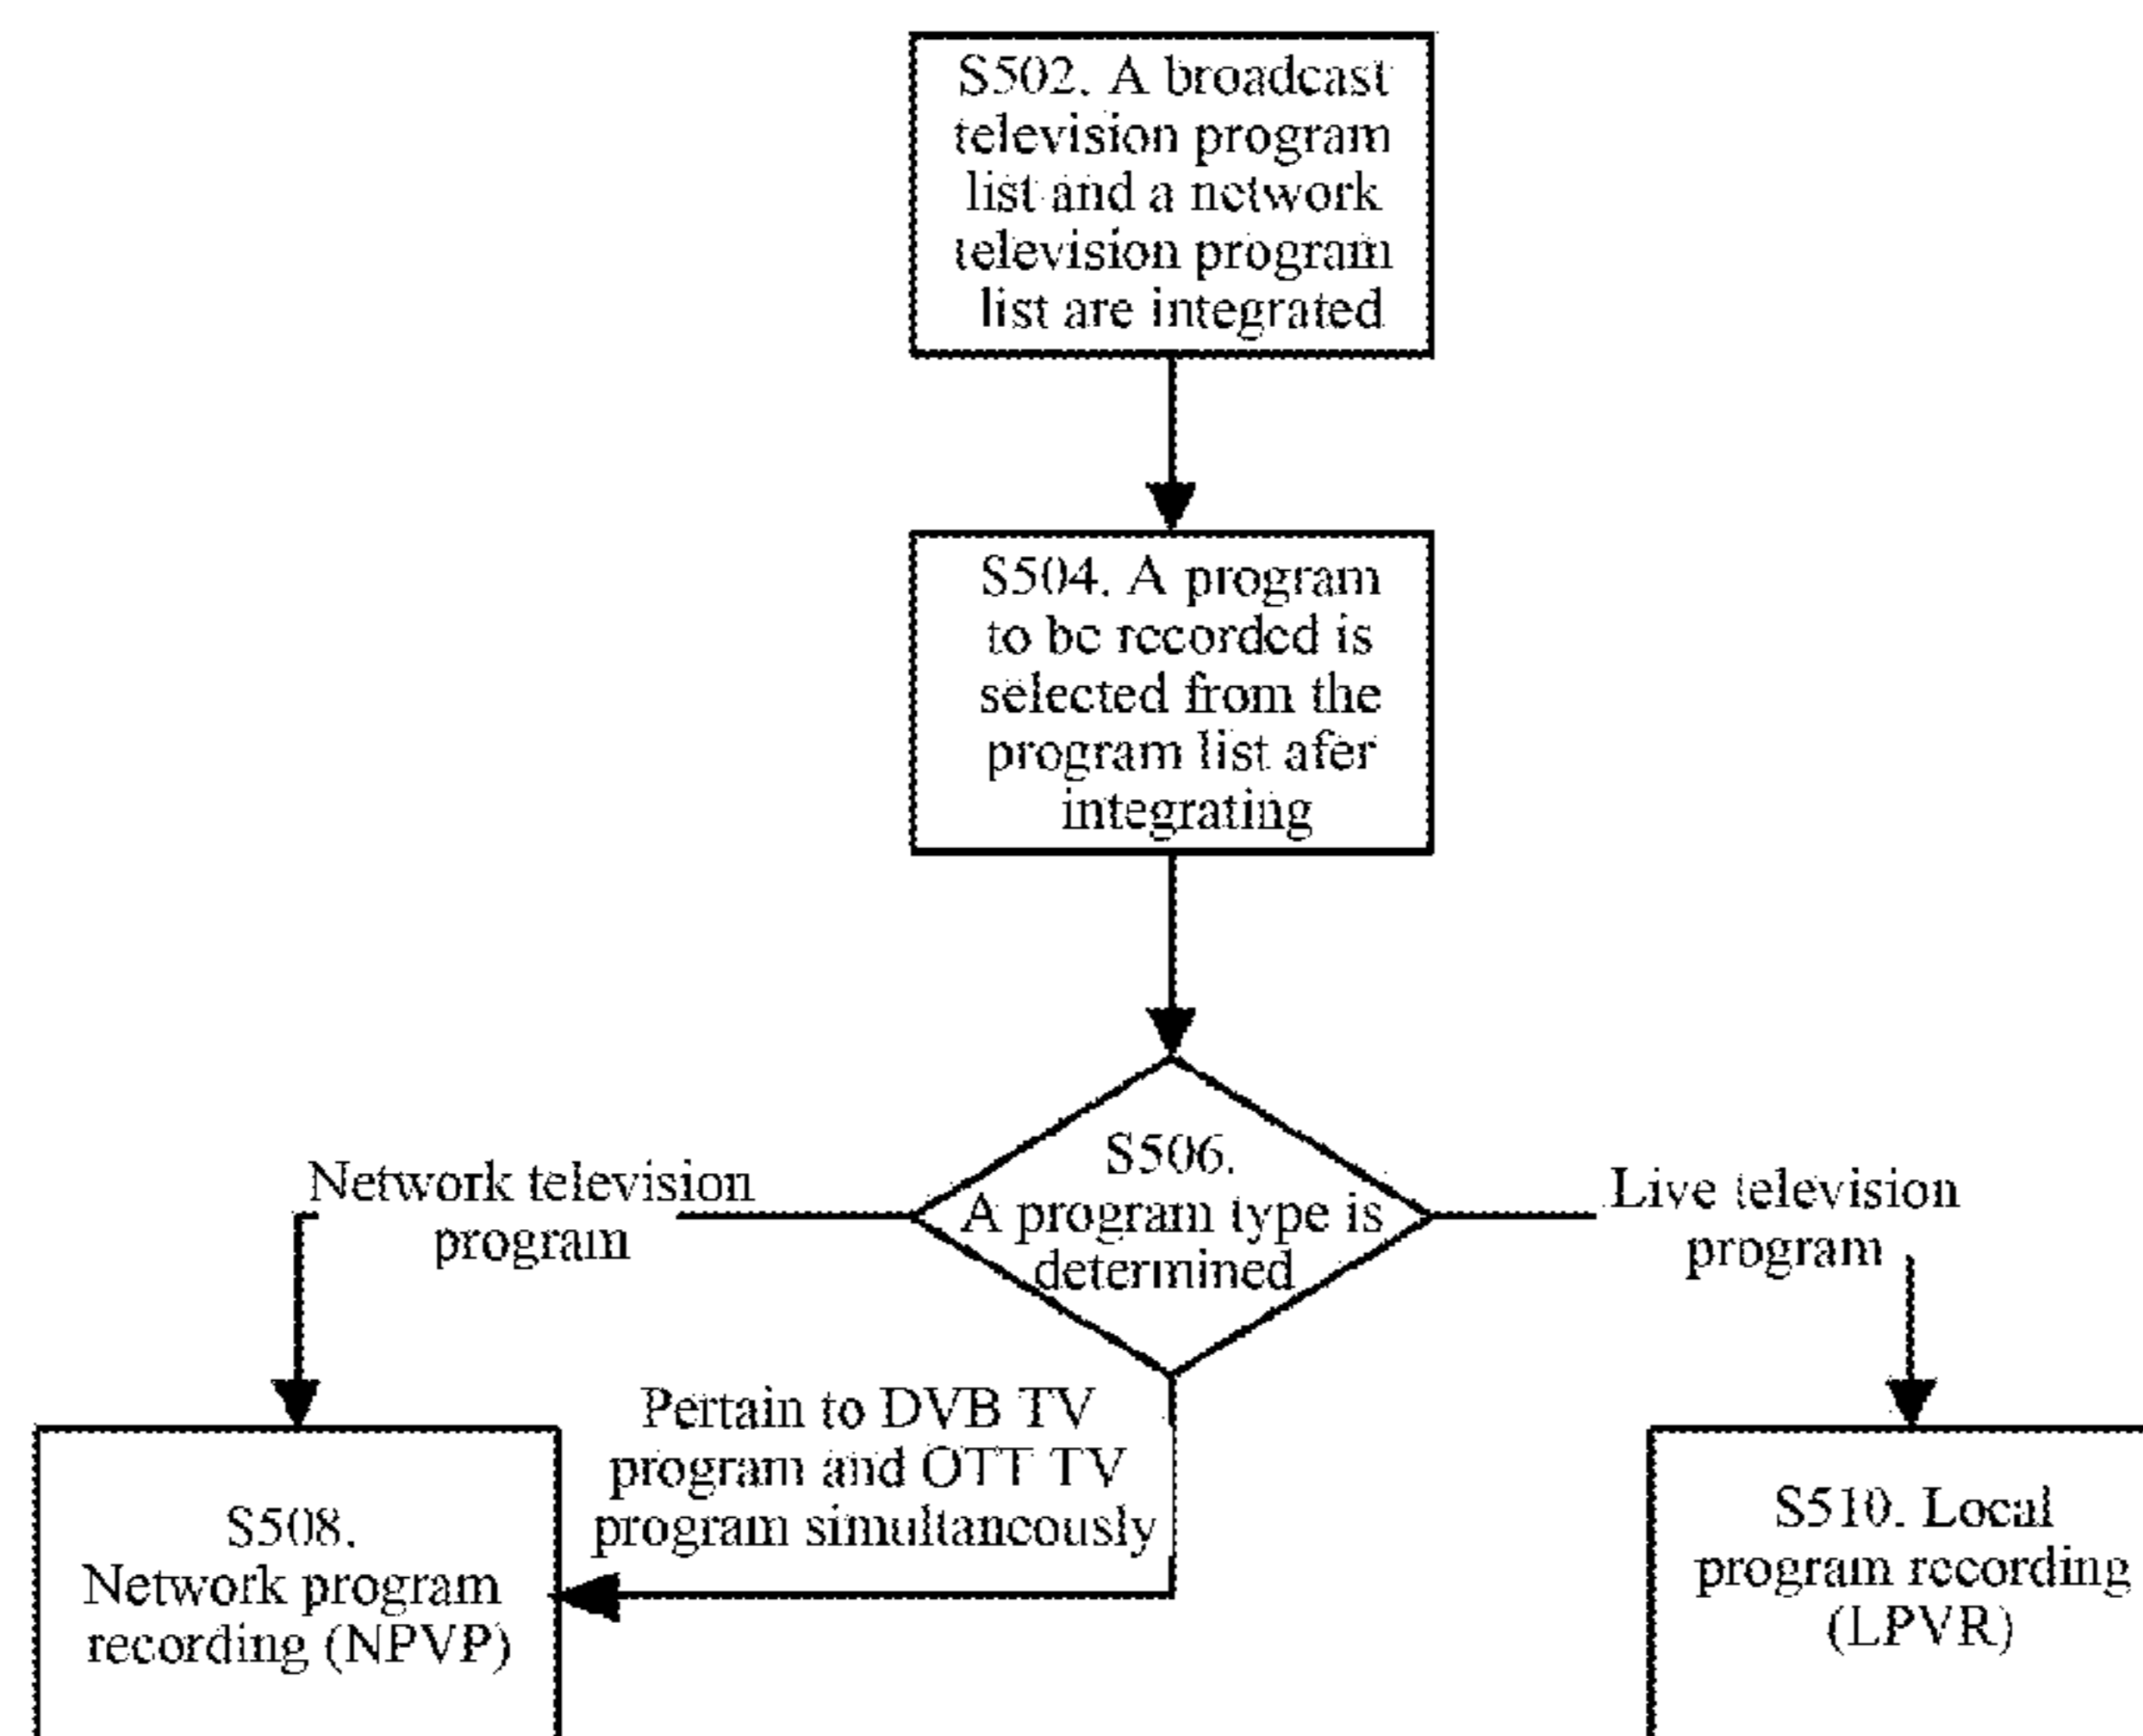 S502. A broadcast
television program
list and a network
television program
list are integrated
S504. A program
to be recorded is
selected from the
program list afer
integrating
S506.
A program type is
determined
Network television
program
Live television
program
Pertain to DVB TV
program and OTT TV
program simultaneously
S508.
Network program
recording (NPVP)
S510. Local
program recording
(LPVR)